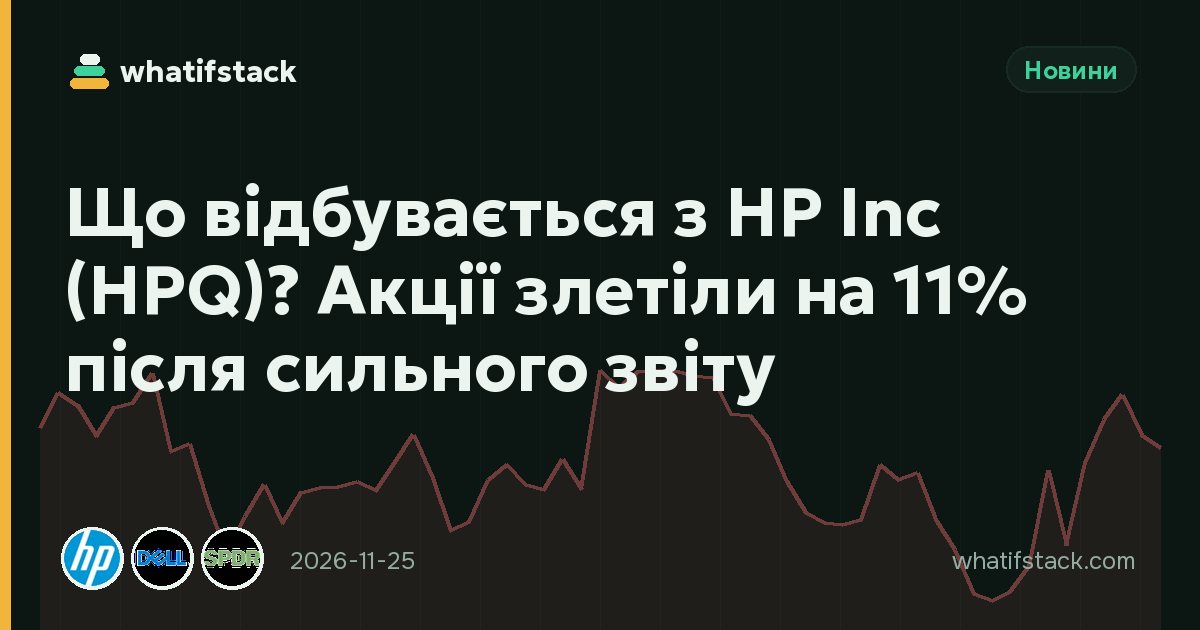 whatifstack
Новини
Що відбувається з HP Inc
(HPQ)? Акції злетіли на 11%
після сильного звіту
hp
DELL
SPDR
2026-11-25
whatifstack.com